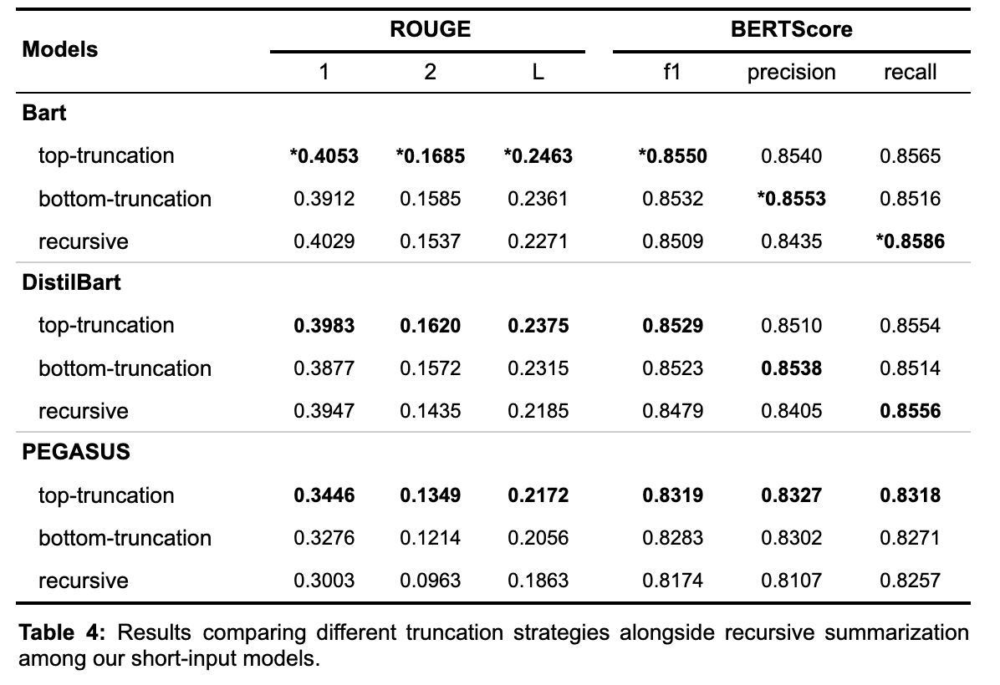 Models ROUGE BERTScore
1 2 L f1 precision recall
Bart
top-truncation *0.4053 *0.1685 *0.2463 *0.8550 0.8540 0.8565
bottom-truncation 0.3912 0.1585 0.2361 0.8532 *0.8553 0.8516
recursive 0.4029 0.1537 0.2271 0.8509 0.8435 *0.8586
DistilBart
top-truncation 0.3983 0.1620 0.2375 0.8529 0.8510 0.8554
bottom-truncation 0.3877 0.1572 0.2315 0.8523 0.8538 0.8514
recursive 0.3947 0.1435 0.2185 0.8479 0.8405 0.8556
PEGASUS
top-truncation 0.3446 0.1349 0.2172 0.8319 0.8327 0.8318
bottom-truncation 0.3276 0.1214 0.2056 0.8283 0.8302 0.8271
recursive 0.3003 0.0963 0.1863 0.8174 0.8107 0.8257
Table 4: Results comparing different truncation strategies alongside recursive summarization
among our short-input models.